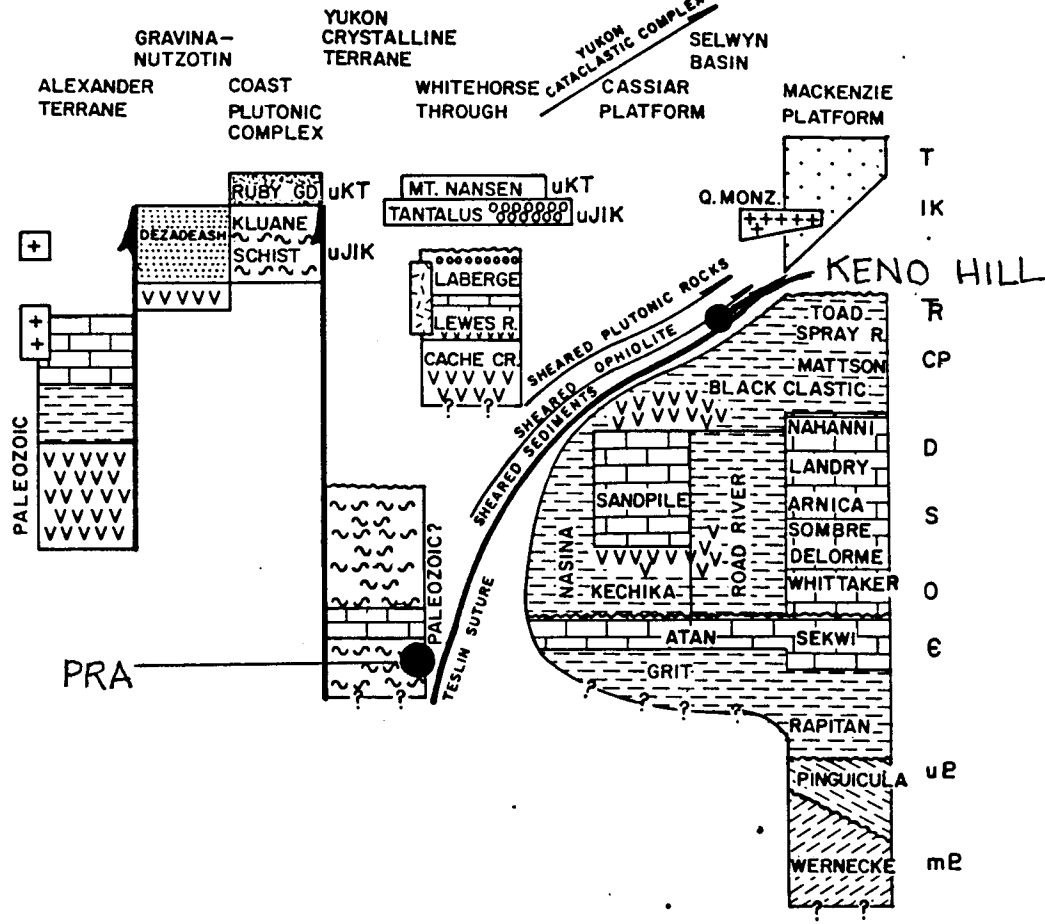 YUKON
CRYSTALLINE
TERRANE
GRAVINA–
NUTZOTIN
YUKON
CATACLASTIC COMPLEX
SELWYN
BASIN
ALEXANDER
TERRANE
COAST
PLUTONIC
COMPLEX
WHITEHORSE
THROUGH
CASSIAR
PLATFORM
MACKENZIE
PLATFORM
T
RUBY GD uKT
MT. NANSEN uKT
TANTALUS uJIK
Q. MONZ.
IK
DEZADEASH
KLUANE
SCHIST
uJIK
LABERGE
LEWES R.
CACHE CR.
? ?
SHEARED PLUTONIC ROCKS
SHEARED OPHIOLITE
SHEARED SEDIMENTS
TESLIN SUTURE
KENO HILL
TOAD
SPRAY R.
MATTSON
BLACK CLASTIC
TR
CP
NAHANNI
LANDRY
ARNICA
SOMBRE
DELORME
WHITTAKER
D
S
O
PALEOZOIC
PALEOZOIC?
SANDPILE
NASINA
KECHIKA
ROAD RIVER
ATAN
SEKWI
Є
GRIT
PRA
? ?
? ? ? ?
RAPITAN
PINGUICULA
uP
WERNECKE
mP
? ?